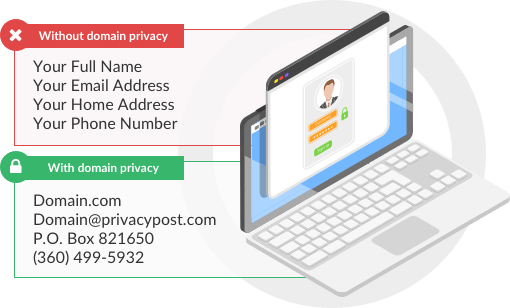 Without domain privacy
Your Full Name
Your Email Address
Your Home Address
Your Phone Number
With domain privacy
Domain.com
Domain@privacypost.com
P.O. Box 821650
(360) 499-5932